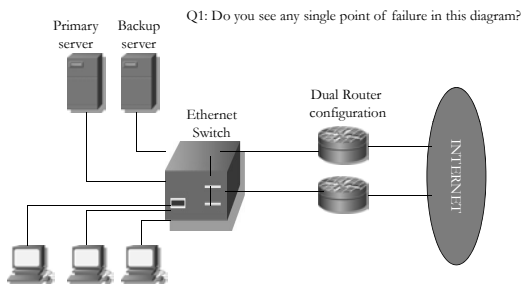 Q1: Do you see any single point of failure in this diagram?
Primary
server
Backup
server
Ethernet
Switch
Dual Router
configuration
INTERNET